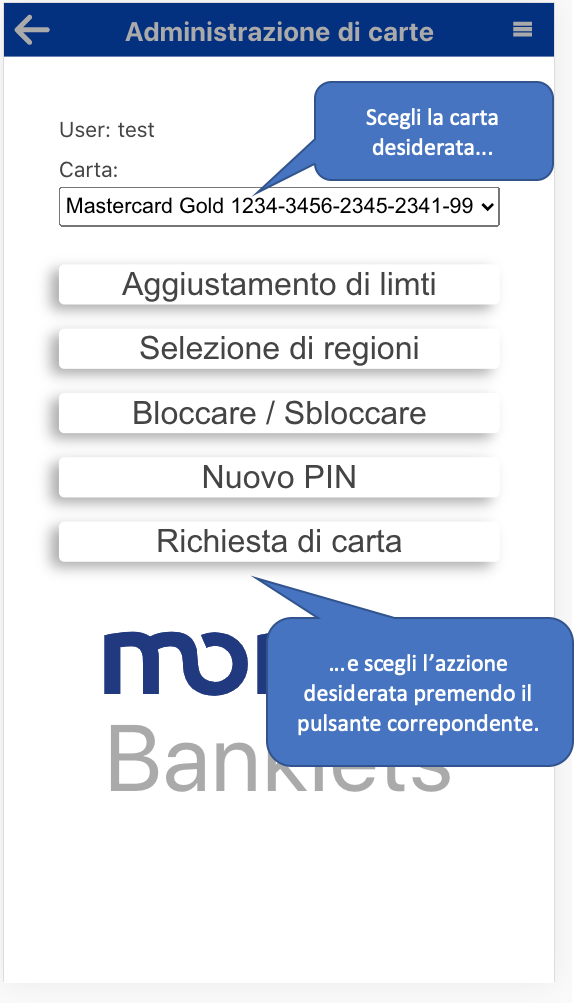 Administrazione di carte
User: test
Scegli la carta
desiderata...
Carta:
Mastercard Gold 1234-3456-2345-2341-99
Aggiustamento di limti
Selezione di regioni
Bloccare / Sbloccare
Nuovo PIN
Richiesta di carta
...e scegli l’azzione
desiderata premendo il
pulsante correpondente.
Banklets